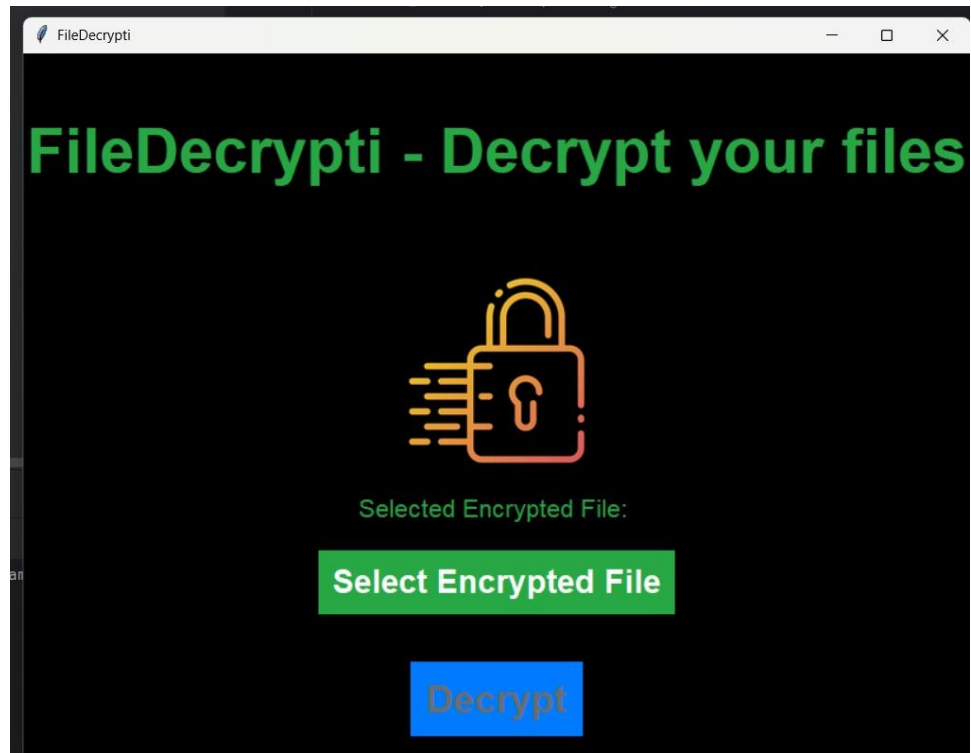 FileDecrypti
FileDecrypti - Decrypt your files
Selected Encrypted File:
Select Encrypted File
Decrypt